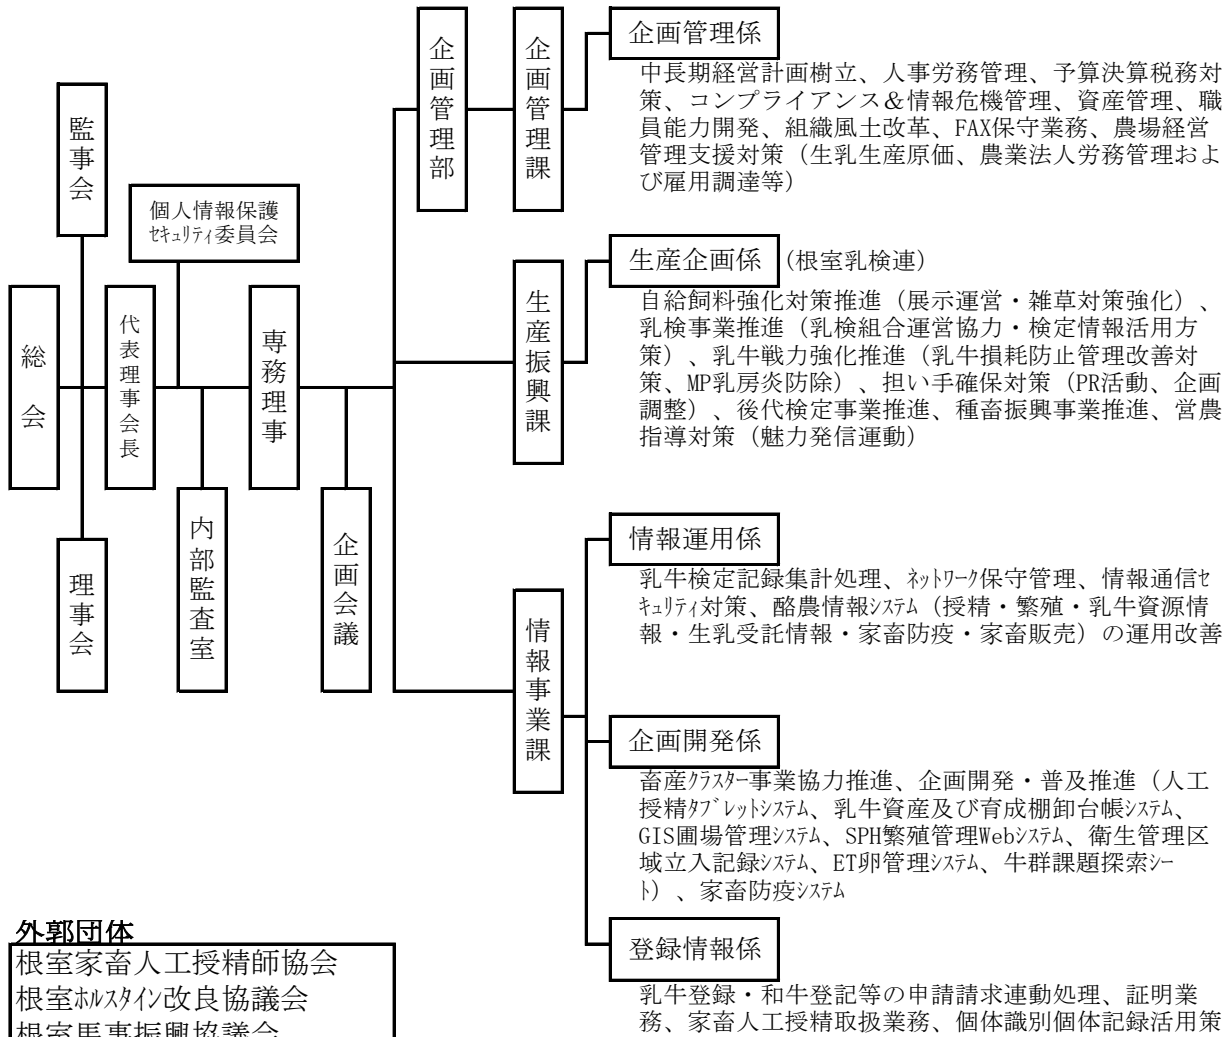 監事会
個人情報保護
ｾｷｭﾘﾃｨ委員会
総会
代表理事会長
専務理事
理事会
内部監査室
企画会議
企画管理部
企画管理課
企画管理係
中長期経営計画樹立、人事労務管理、予算決算税務対
策、コンプライアンス＆情報危機管理、資産管理、職
員能力開発、組織風土改革、FAX保守業務、農場経営
管理支援対策（生乳生産原価、農業法人労務管理およ
び雇用調達等）
生産振興課
生産企画係 (根室乳検連)
自給飼料強化対策推進（展示運営・雑草対策強化）、
乳検事業推進（乳検組合運営協力・検定情報活用方
策）、乳牛戦力強化推進（乳牛損耗防止管理改善対
策、MP乳房炎防除）、担い手確保対策（PR活動、企画
調整）、後代検定事業推進、種畜振興事業推進、営農
指導対策（魅力発信運動）
情報事業課
情報運用係
乳牛検定記録集計処理、ﾈｯﾄﾜｰｸ保守管理、情報通信ｾ
ｷｭﾘﾃｨ対策、酪農情報ｼｽﾃﾑ（授精・繁殖・乳牛資源情
報・生乳受託情報・家畜防疫・家畜販売）の運用改善
企画開発係
畜産ｸﾗｽﾀｰ事業協力推進、企画開発・普及推進（人工
授精ﾀﾌﾞﾚｯﾄｼｽﾃﾑ、乳牛資産及び育成棚卸台帳ｼｽﾃﾑ、
GIS圃場管理ｼｽﾃﾑ、SPH繁殖管理Webｼｽﾃﾑ、衛生管理区
域立入記録ｼｽﾃﾑ、ET卵管理ｼｽﾃﾑ、牛群課題探索ｼｰ
ﾄ）、家畜防疫ｼｽﾃﾑ
登録情報係
乳牛登録・和牛登記等の申請請求連動処理、証明業
務、家畜人工授精取扱業務、個体識別個体記録活用策
外郭団体
根室家畜人工授精師協会
根室ﾎﾙｽﾀｲﾝ改良協議会
根室馬事振興協議会